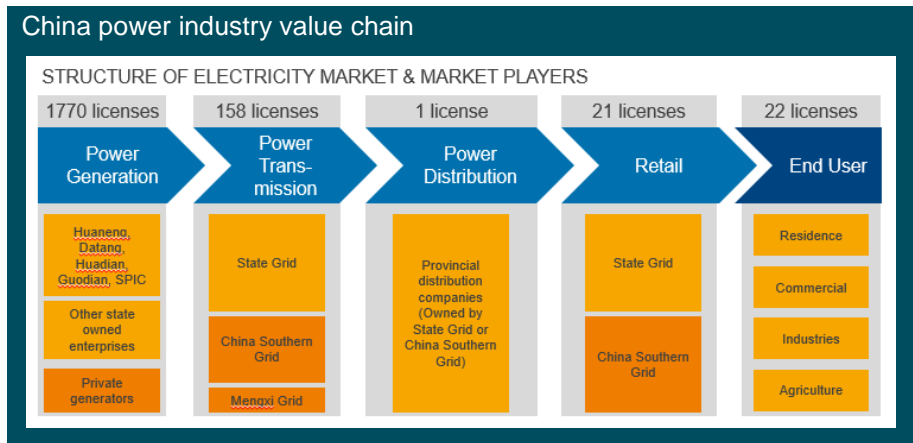 China power industry value chain
STRUCTURE OF ELECTRICITY MARKET & MARKET PLAYERS
1770 licenses
158 licenses
1 license
21 licenses
22 licenses
Power
Generation
Power
Trans-
mission
Power
Distribution
Retail
End User
Huaneng,
Datang,
Huadian,
Guodian, SPIC
Other state
owned
enterprises
Private
generators
State Grid
China Southern
Grid
Mengxi Grid
Provincial
distribution
companies
(Owned by
State Grid or
China Southern
Grid)
State Grid
China Southern
Grid
Residence
Commercial
Industries
Agriculture